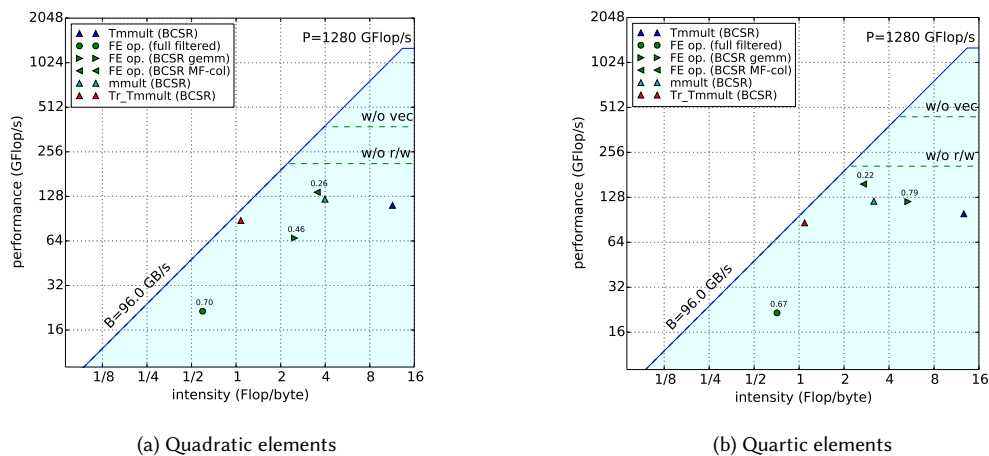 2048
1024
512
256
128
64
32
16
performance (GFlop/s)
Tmmult (BCSR)
FE op. (full filtered)
FE op. (BCSR gemm)
FE op. (BCSR MF-col)
mmult (BCSR)
Tr_Tmmult (BCSR)
P=1280 GFlop/s
w/o vec
w/o r/w
B=96.0 GB/s
0.26
0.46
0.70
1/8 1/4 1/2 1 2 4 8 16
intensity (Flop/byte)
(a) Quadratic elements
2048
1024
512
256
128
64
32
16
performance (GFlop/s)
Tmmult (BCSR)
FE op. (full filtered)
FE op. (BCSR gemm)
FE op. (BCSR MF-col)
mmult (BCSR)
Tr_Tmmult (BCSR)
P=1280 GFlop/s
w/o vec
w/o r/w
B=96.0 GB/s
0.22
0.79
0.67
1/8 1/4 1/2 1 2 4 8 16
intensity (Flop/byte)
(b) Quartic elements